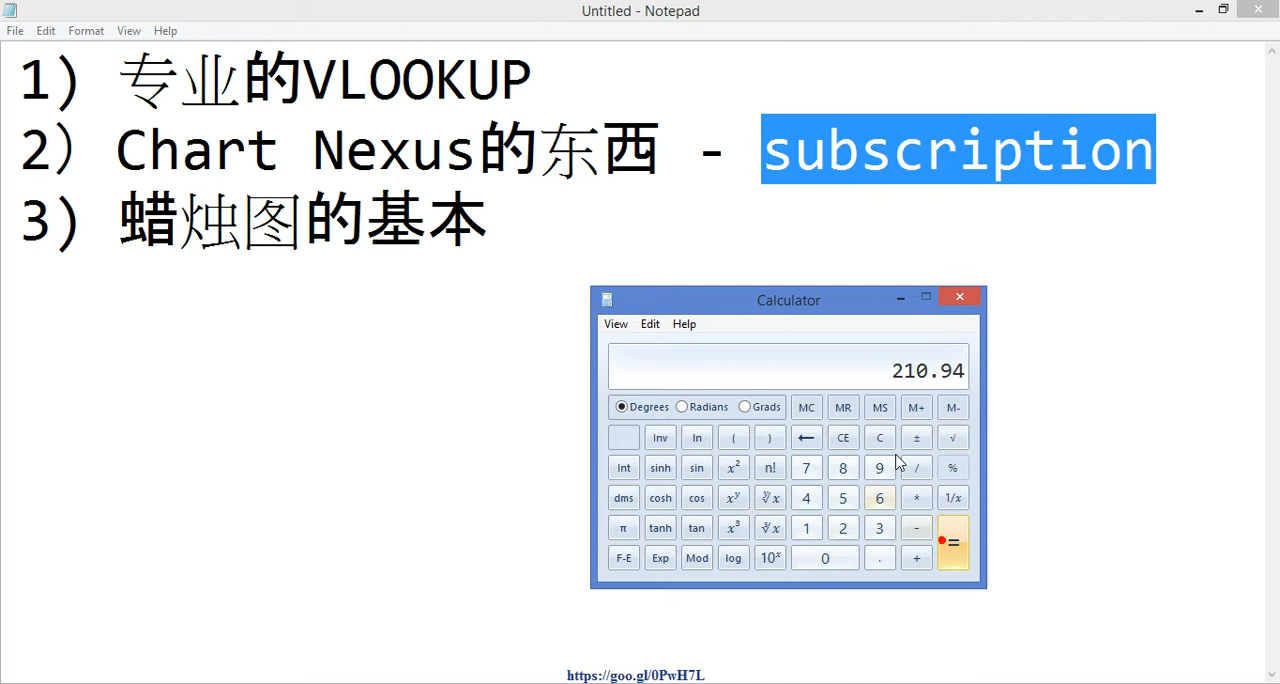 Untitled - Notepad
File Edit Format View Help
1) 专业的VLOOKUP
2) Chart Nexus的东西 - subscription
3) 蜡烛图的基本
Calculator
View Edit Help
210.94
Degrees Radians Grads MC MR MS M+ M-
Inv ln ( ) ← CE C ± √
Int sinh sin x² n! 7 8 9 / %
dms cosh cos xʸ ʸ√x 4 5 6 * 1/x
π tanh tan x³ ³√x 1 2 3 - =
F-E Exp Mod log 10ˣ 0 . +
https://goo.gl/0PwH7L